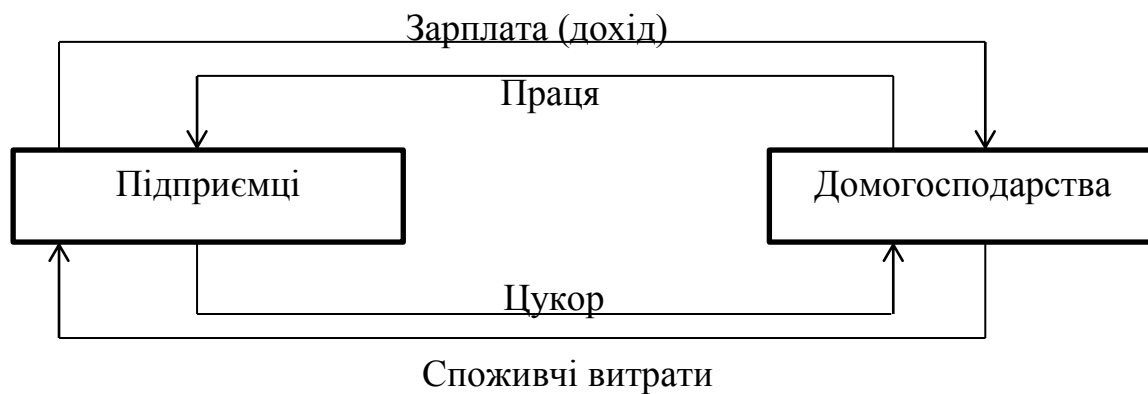 Зарплата (дохід)
Праця
Підприємці
Домогосподарства
Цукор
Споживчі витрати